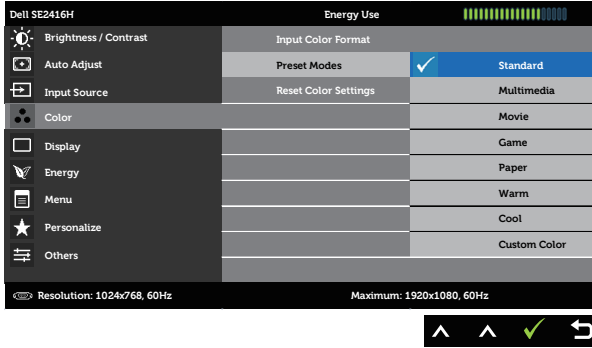 Dell SE2416H Energy Use
Brightness / Contrast Input Color Format
Auto Adjust Preset Modes Standard
Input Source Reset Color Settings Multimedia
Color Movie
Display Game
Energy Paper
Menu Warm
Personalize Cool
Others Custom Color
Resolution: 1024x768, 60Hz Maximum: 1920x1080, 60Hz